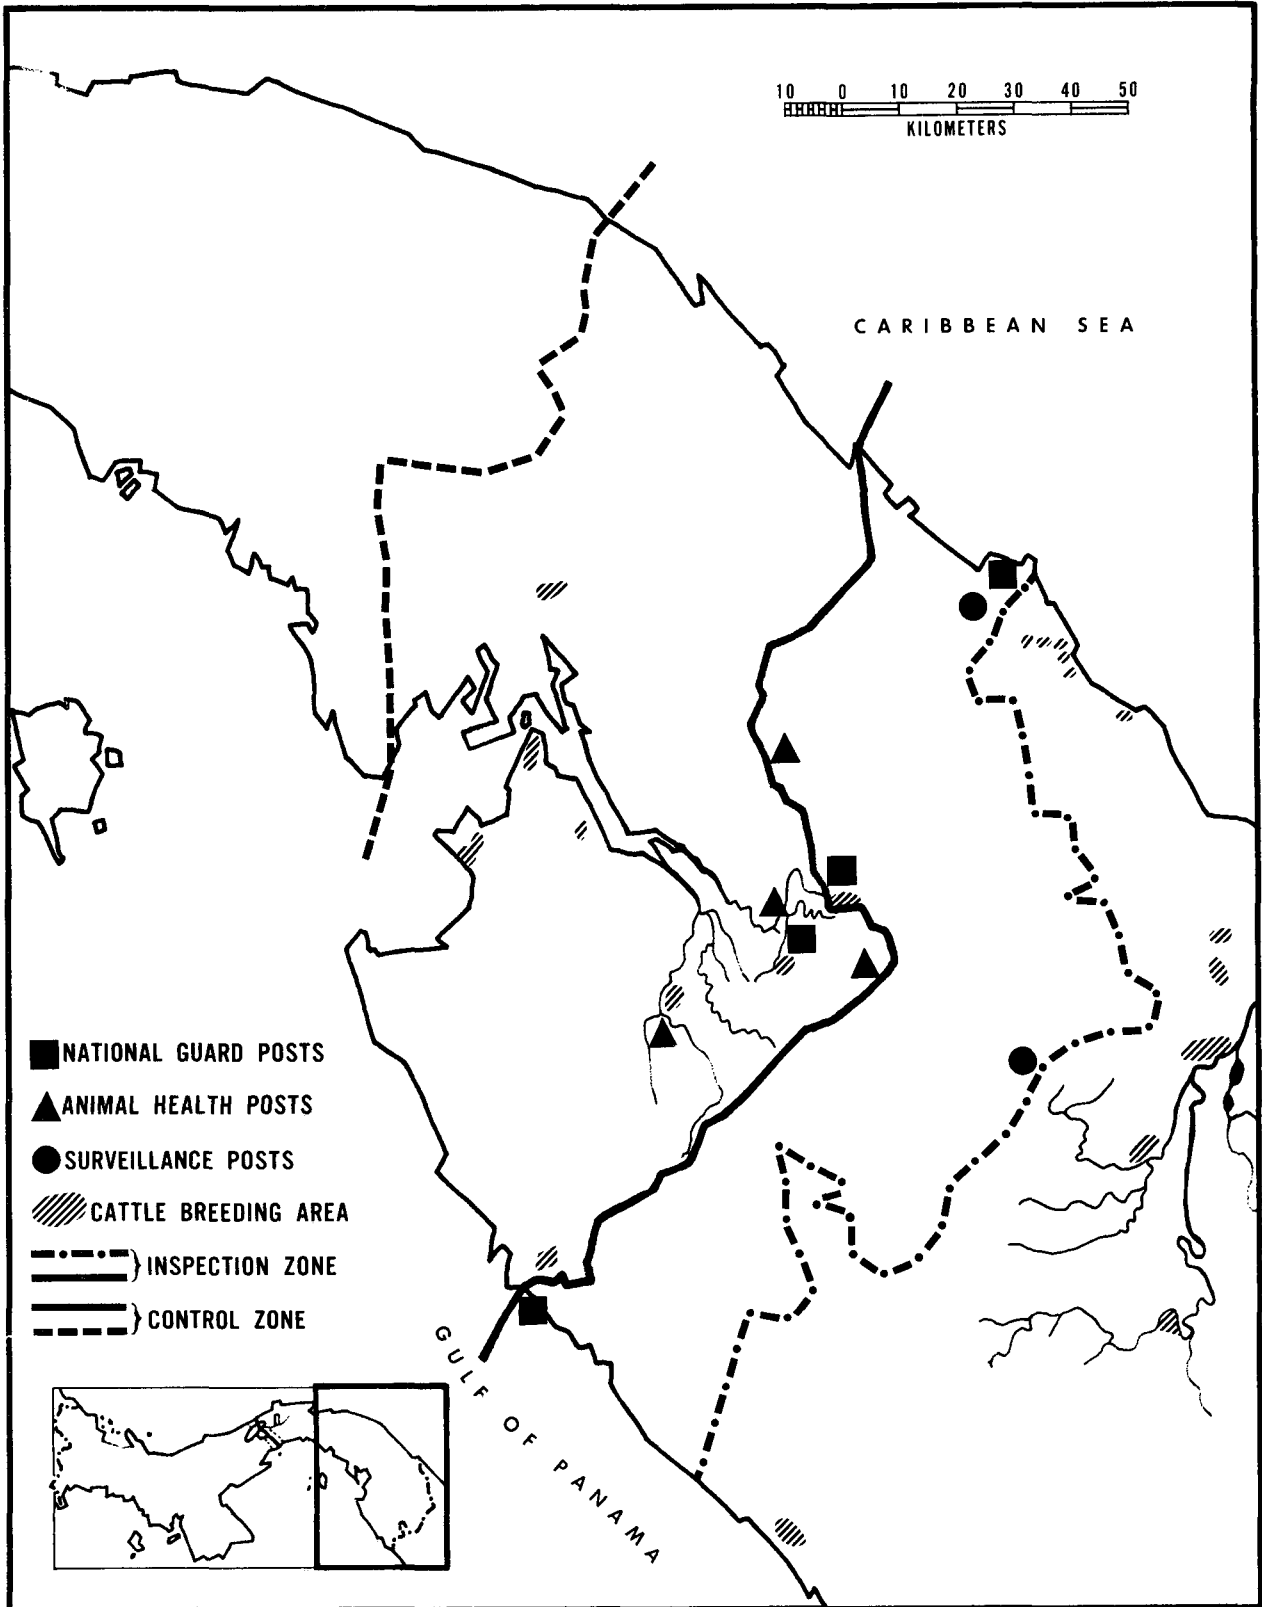 10 0 10 20 30 40 50
KILOMETERS
CARIBBEAN SEA
NATIONAL GUARD POSTS
ANIMAL HEALTH POSTS
SURVEILLANCE POSTS
CATTLE BREEDING AREA
INSPECTION ZONE
CONTROL ZONE
GULF OF PANAMA